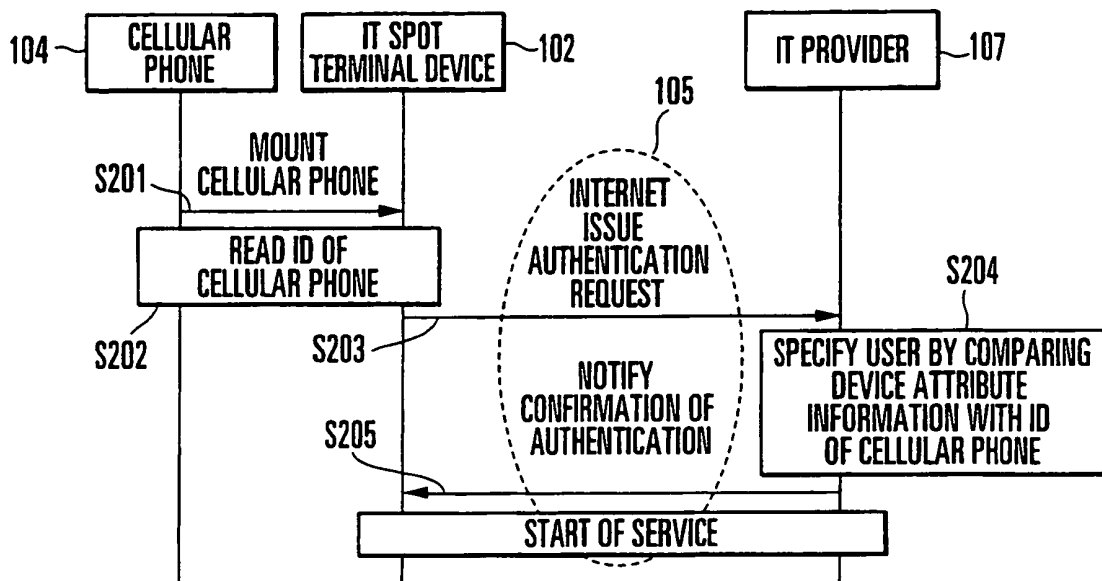 104
CELLULAR
PHONE
IT SPOT
TERMINAL DEVICE
102
IT PROVIDER
107
105
MOUNT
CELLULAR PHONE
S201
READ ID OF
CELLULAR PHONE
S202
INTERNET
ISSUE
AUTHENTICATION
REQUEST
S203
S204
SPECIFY USER BY COMPARING
DEVICE ATTRIBUTE
INFORMATION WITH ID
OF CELLULAR PHONE
NOTIFY
CONFIRMATION OF
AUTHENTICATION
S205
START OF SERVICE